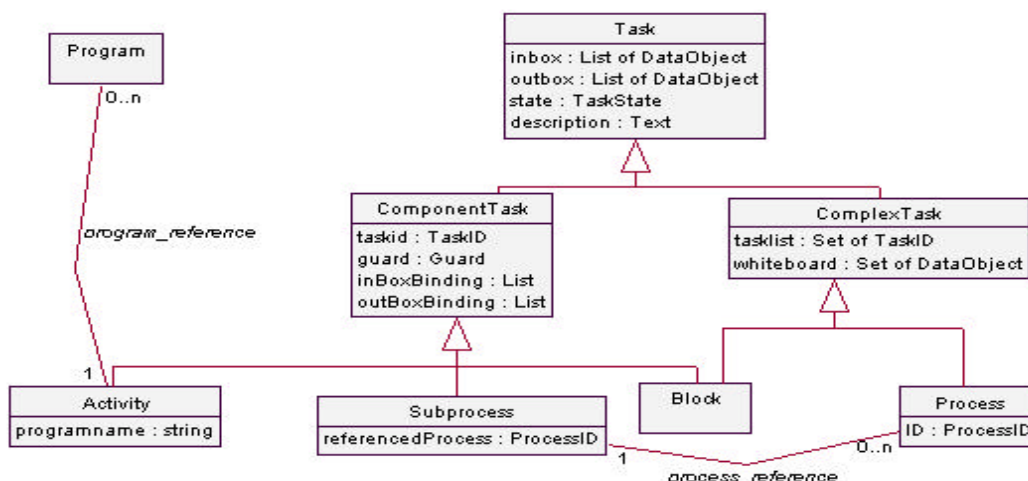 Task
inbox : List of DataObject
outbox : List of DataObject
state : TaskState
description : Text
Program
0..n
program_reference
ComponentTask
taskid : TaskID
guard : Guard
inBoxBinding : List
outBoxBinding : List
ComplexTask
tasklist : Set of TaskID
whiteboard : Set of DataObject
1
Activity
programname : string
Subprocess
referencedProcess : ProcessID
Block
Process
ID : ProcessID
1
0..n
process_reference